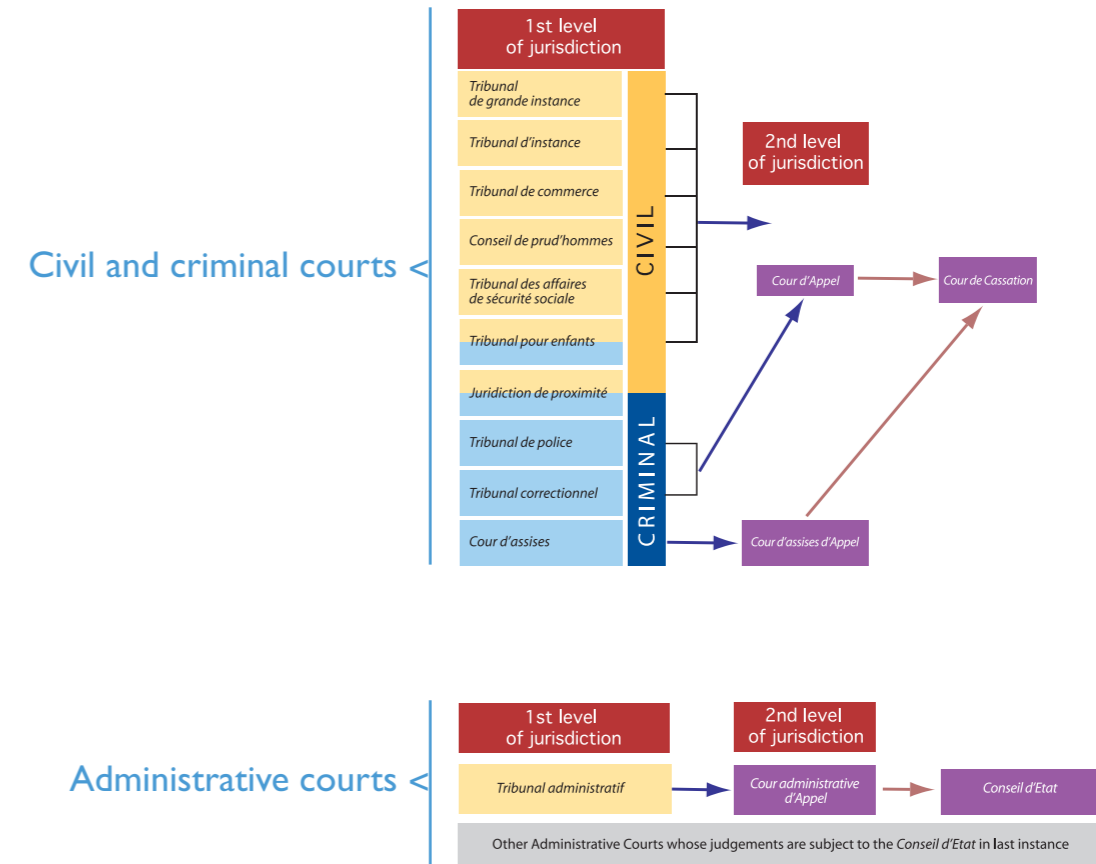 1st level
of jurisdiction
Tribunal
de grande instance
Tribunal d'instance
Tribunal de commerce
Conseil de prud'hommes
Tribunal des affaires
de sécurité sociale
Tribunal pour enfants
Juridiction de proximité
Tribunal de police
Tribunal correctionnel
Cour d'assises
CIVIL
CRIMINAL
2nd level
of jurisdiction
Civil and criminal courts <
Cour d'Appel
Cour de Cassation
Cour d'assises d'Appel
1st level
of jurisdiction
2nd level
of jurisdiction
Administrative courts <
Tribunal administratif
Cour administrative
d'Appel
Conseil d'Etat
Other Administrative Courts whose judgements are subject to the Conseil d'Etat in last instance